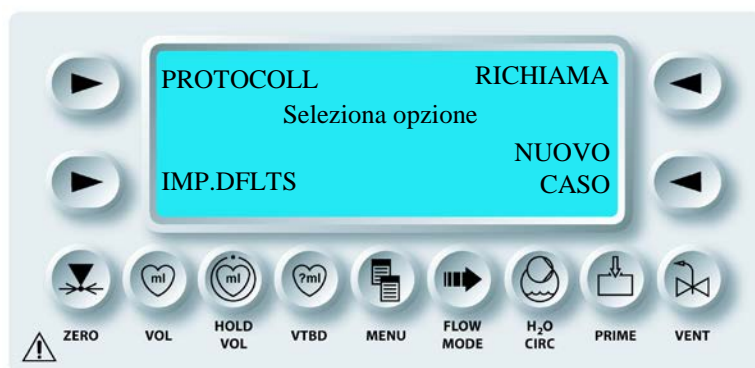 PROTOCOLL RICHIAMA
Seleziona opzione
NUOVO
IMP.DFLTS CASO
ml ml ?ml
ZERO VOL HOLD VOL VTBD MENU FLOW MODE H₂O CIRC PRIME VENT